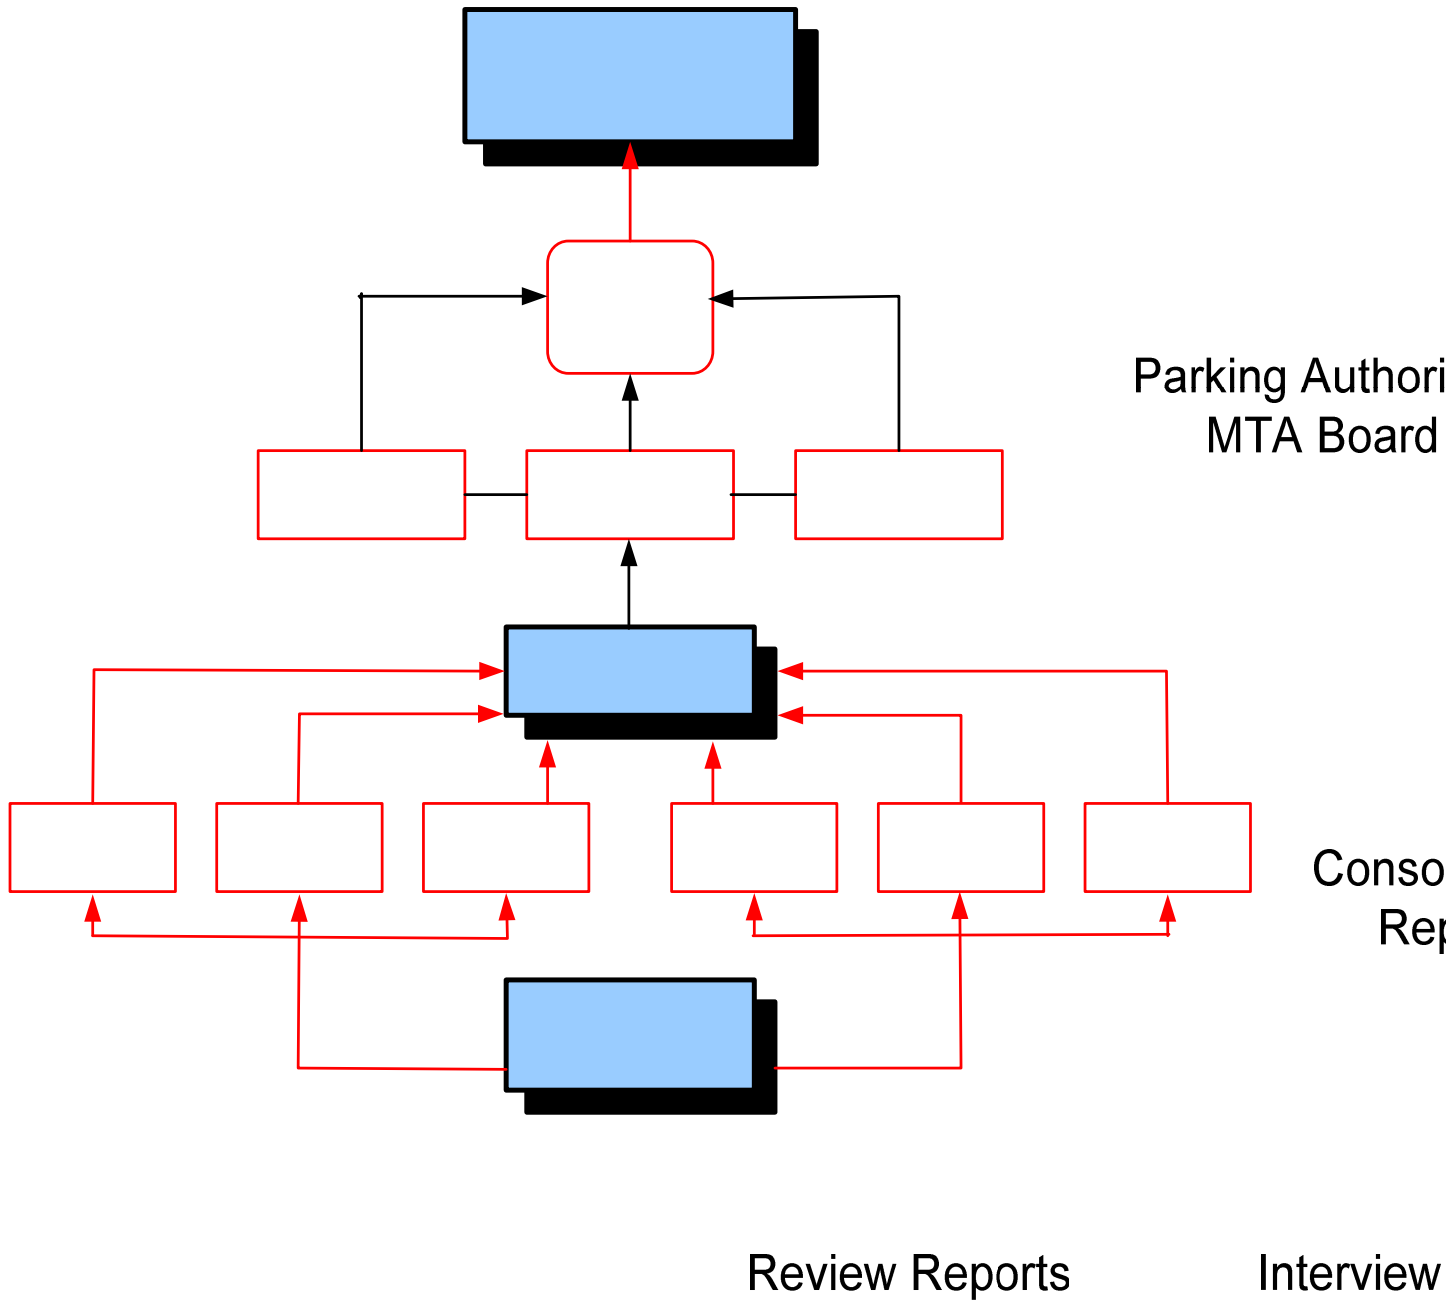 Parking Authori
MTA Board
Conso
Rep
Review Reports
Interview